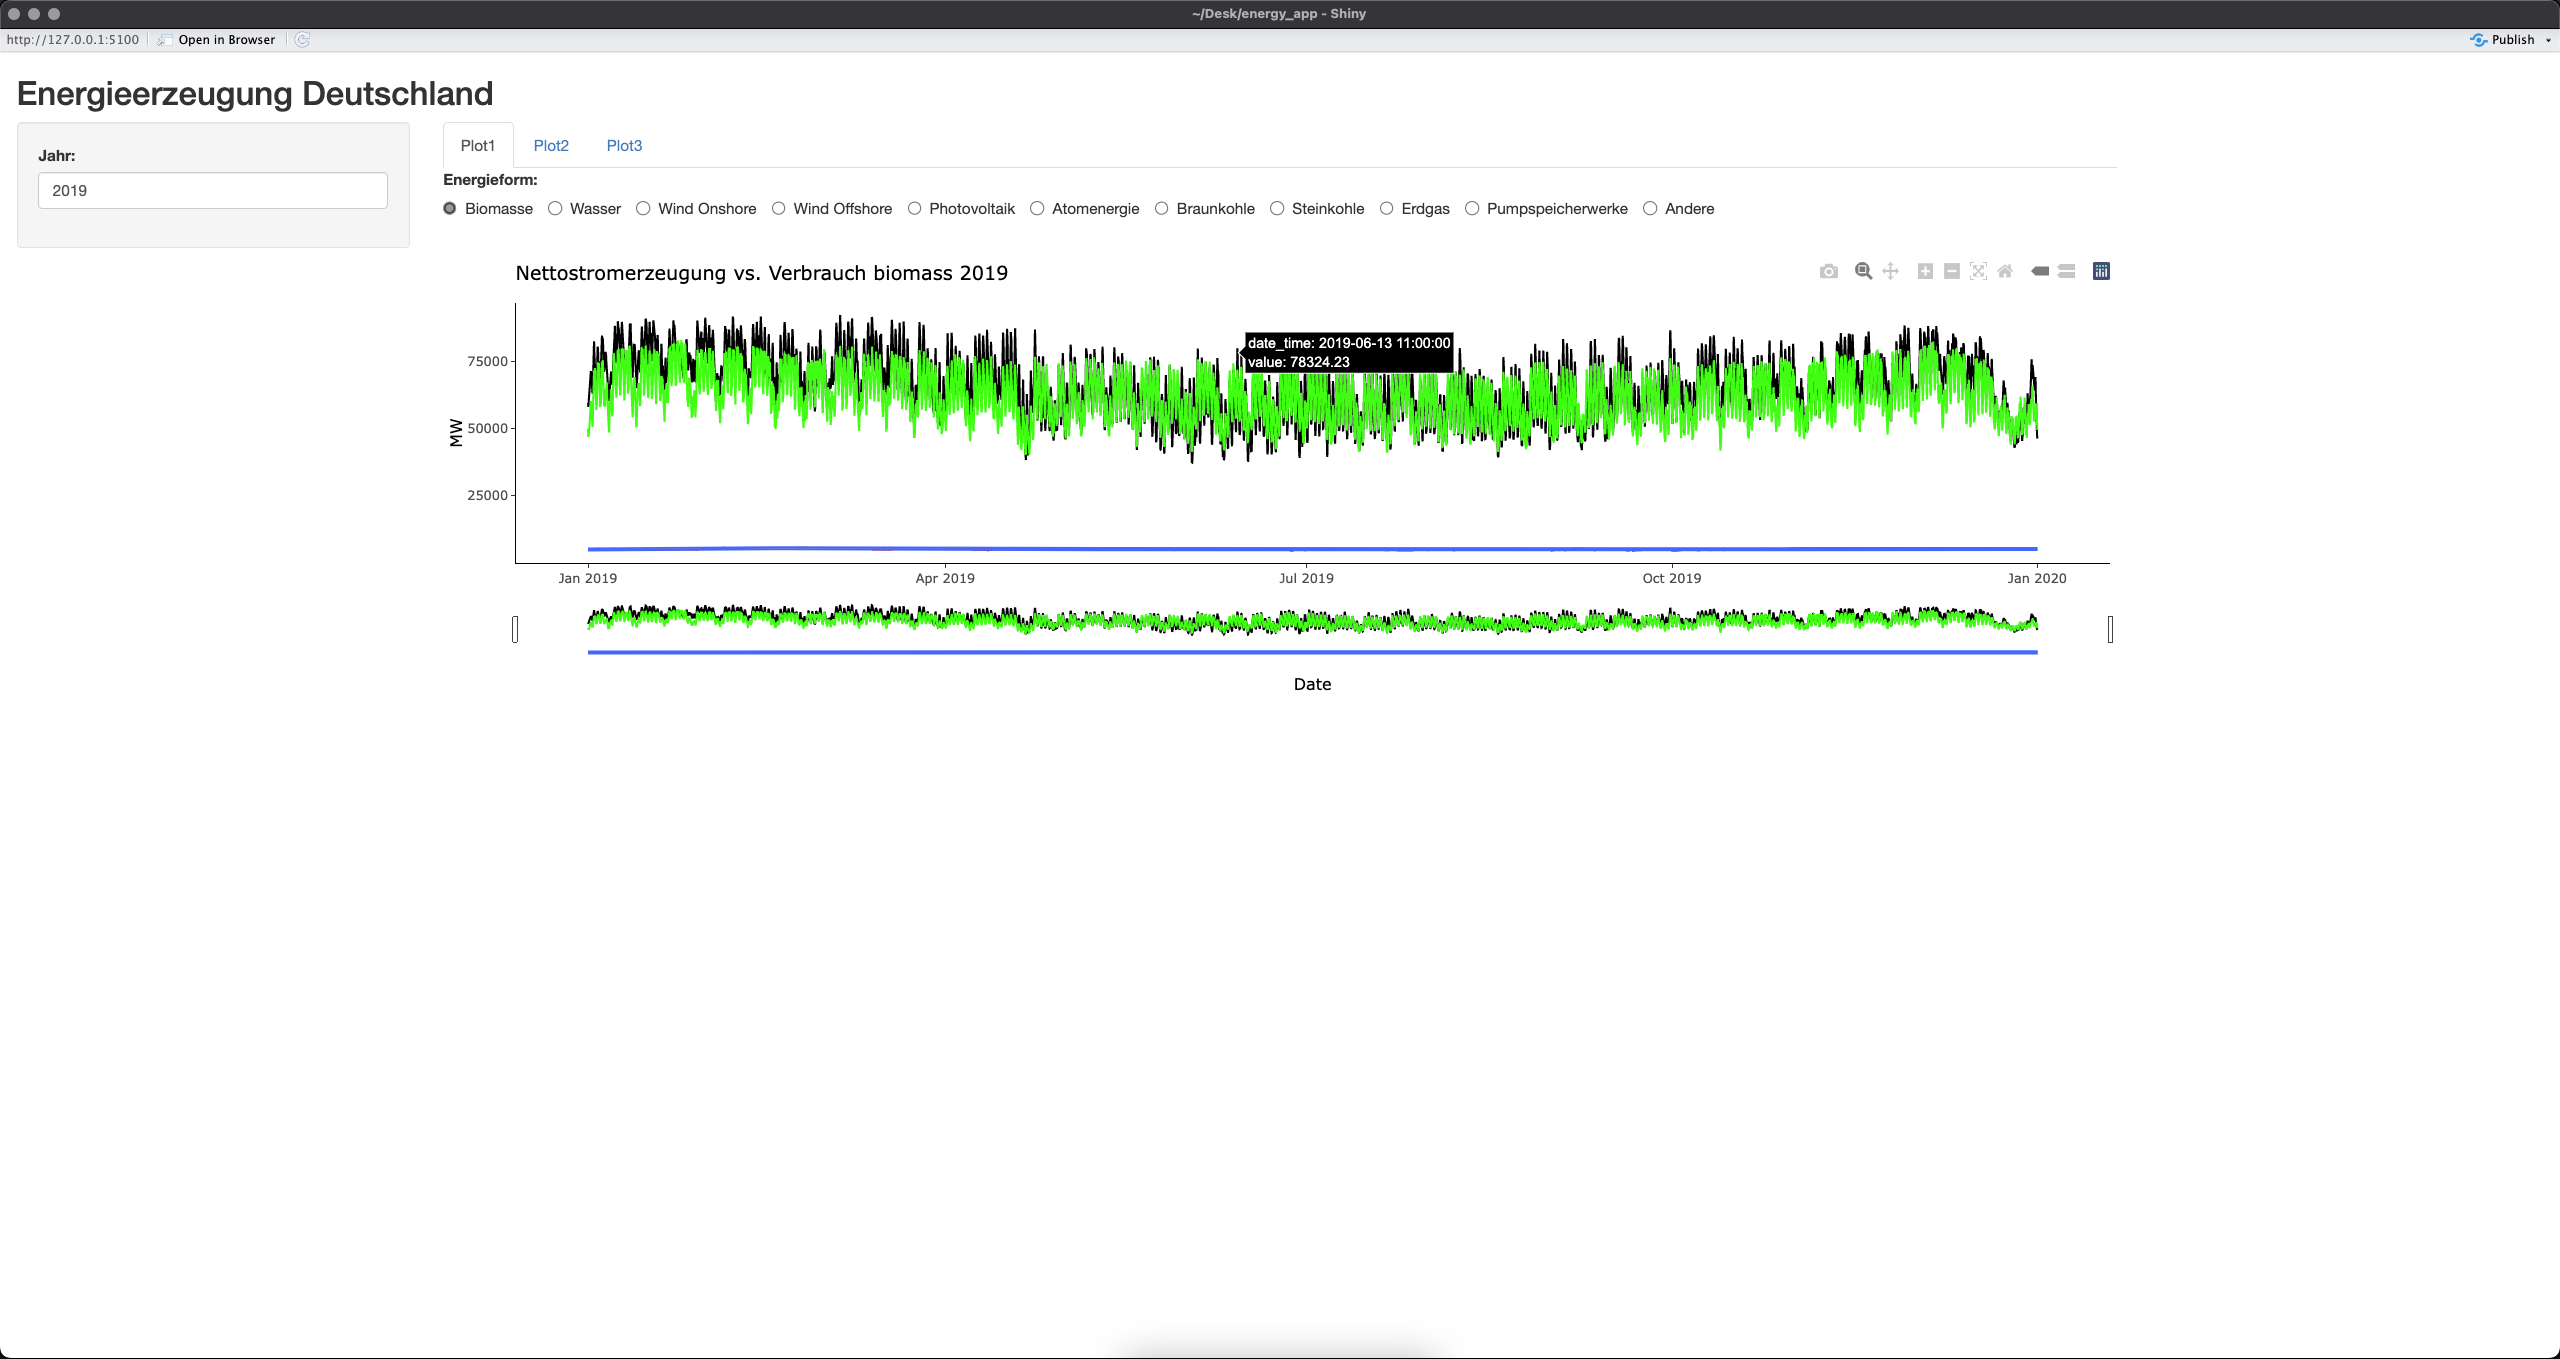 ~/Desk/energy_app - Shiny
http://127.0.0.1:5100 Open in Browser Publish
Energieerzeugung Deutschland
Jahr:
2019
Plot1 Plot2 Plot3
Energieform:
Biomasse Wasser Wind Onshore Wind Offshore Photovoltaik Atomenergie Braunkohle Steinkohle Erdgas Pumpspeicherwerke Andere
Nettostromerzeugung vs. Verbrauch biomass 2019
date_time: 2019-06-13 11:00:00
value: 78324.23
75000
50000
25000
MW
Jan 2019 Apr 2019 Jul 2019 Oct 2019 Jan 2020
Date